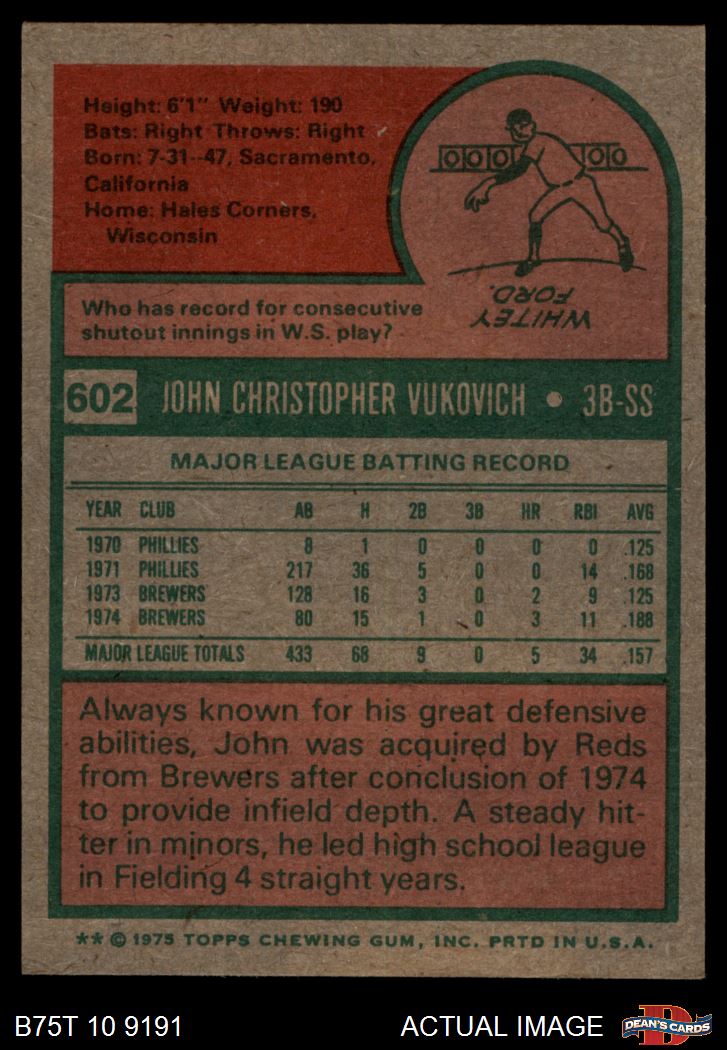 Height: 6'1" Weight: 190
Bats: Right Throws: Right
Born: 7-31-47, Sacramento,
California
Home: Hales Corners,
Wisconsin
WHITEY
FORD.
Who has record for consecutive
shutout innings in W.S. play?
602 JOHN CHRISTOPHER VUKOVICH • 3B-SS
MAJOR LEAGUE BATTING RECORD
YEAR CLUB AB H 2B 3B HR RBI AVG
1970 PHILLIES 8 1 0 0 0 0 .125
1971 PHILLIES 217 36 5 0 0 14 .168
1973 BREWERS 128 16 3 0 2 9 .125
1974 BREWERS 80 15 1 0 3 11 .188
MAJOR LEAGUE TOTALS 433 68 9 0 5 34 .157
Always known for his great defensive
abilities, John was acquired by Reds
from Brewers after conclusion of 1974
to provide infield depth. A steady hit-
ter in minors, he led high school league
in Fielding 4 straight years.
** © 1975 TOPPS CHEWING GUM, INC. PRTD IN U.S.A.
B75T 10 9191 ACTUAL IMAGE D DEAN'S CARDS